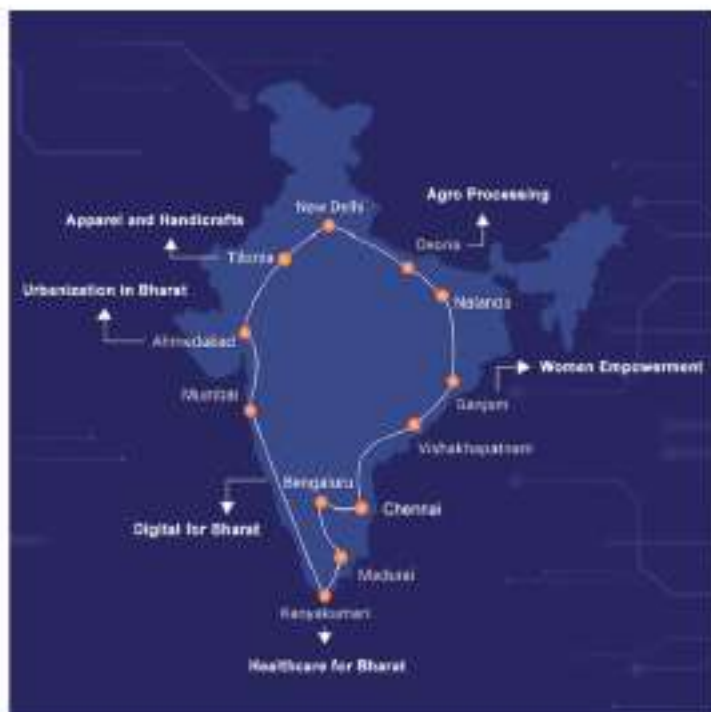 New Delhi
Agro Processing
Apparel and Handicrafts
Deoria
Tilonia
Urbanization in Bharat
Nalanda
Ahmedabad
Women Empowerment
Mumbai
Ganjam
Vishakhapatnam
Bengaluru
Chennai
Digital for Bharat
Madurai
Kanyakumari
Healthcare for Bharat